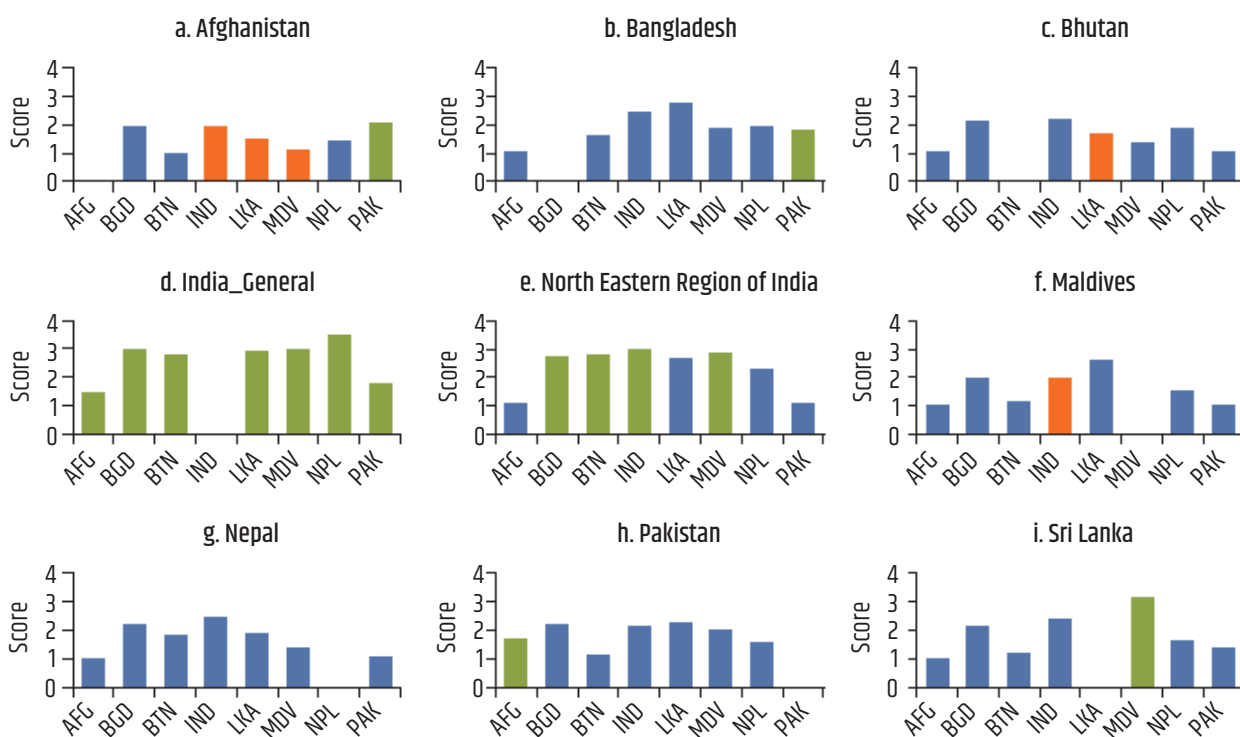 a. Afghanistan
Score
4
3
2
1
0
AFG
BGD
BTN
IND
LKA
MDV
NPL
PAK
b. Bangladesh
Score
4
3
2
1
0
AFG
BGD
BTN
IND
LKA
MDV
NPL
PAK
c. Bhutan
Score
4
3
2
1
0
AFG
BGD
BTN
IND
LKA
MDV
NPL
PAK
d. India_General
Score
4
3
2
1
0
AFG
BGD
BTN
IND
LKA
MDV
NPL
PAK
e. North Eastern Region of India
Score
4
3
2
1
0
AFG
BGD
BTN
IND
LKA
MDV
NPL
PAK
f. Maldives
Score
4
3
2
1
0
AFG
BGD
BTN
IND
LKA
MDV
NPL
PAK
g. Nepal
Score
4
3
2
1
0
AFG
BGD
BTN
IND
LKA
MDV
NPL
PAK
h. Pakistan
Score
4
3
2
1
0
AFG
BGD
BTN
IND
LKA
MDV
NPL
PAK
i. Sri Lanka
Score
4
3
2
1
0
AFG
BGD
BTN
IND
LKA
MDV
NPL
PAK